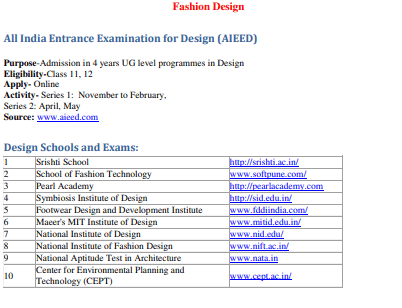 Fashion Design
All India Entrance Examination for Design (AIEED)
Purpose-Admission in 4 years UG level programmes in Design
Eligibility-Class 11, 12
Apply- Online
Activity- Series 1:  November to February,
Series 2: April, May
Source: www.aieed.com
Design Schools and Exams:
1 Srishti School http://srishti.ac.in/
2 School of Fashion Technology www.softpune.com/
3 Pearl Academy http://pearlacademy.com
4 Symbiosis Institute of Design http://sid.edu.in/
5 Footwear Design and Development Institute www.fddiindia.com/
6 Maeer's MIT Institute of Design www.mitid.edu.in/
7 National Institute of Design www.nid.edu/
8 National Institute of Fashion Design www.nift.ac.in/
9 National Aptitude Test in Architecture www.nata.in
10 Center for Environmental Planning and
Technology (CEPT) www.cept.ac.in/